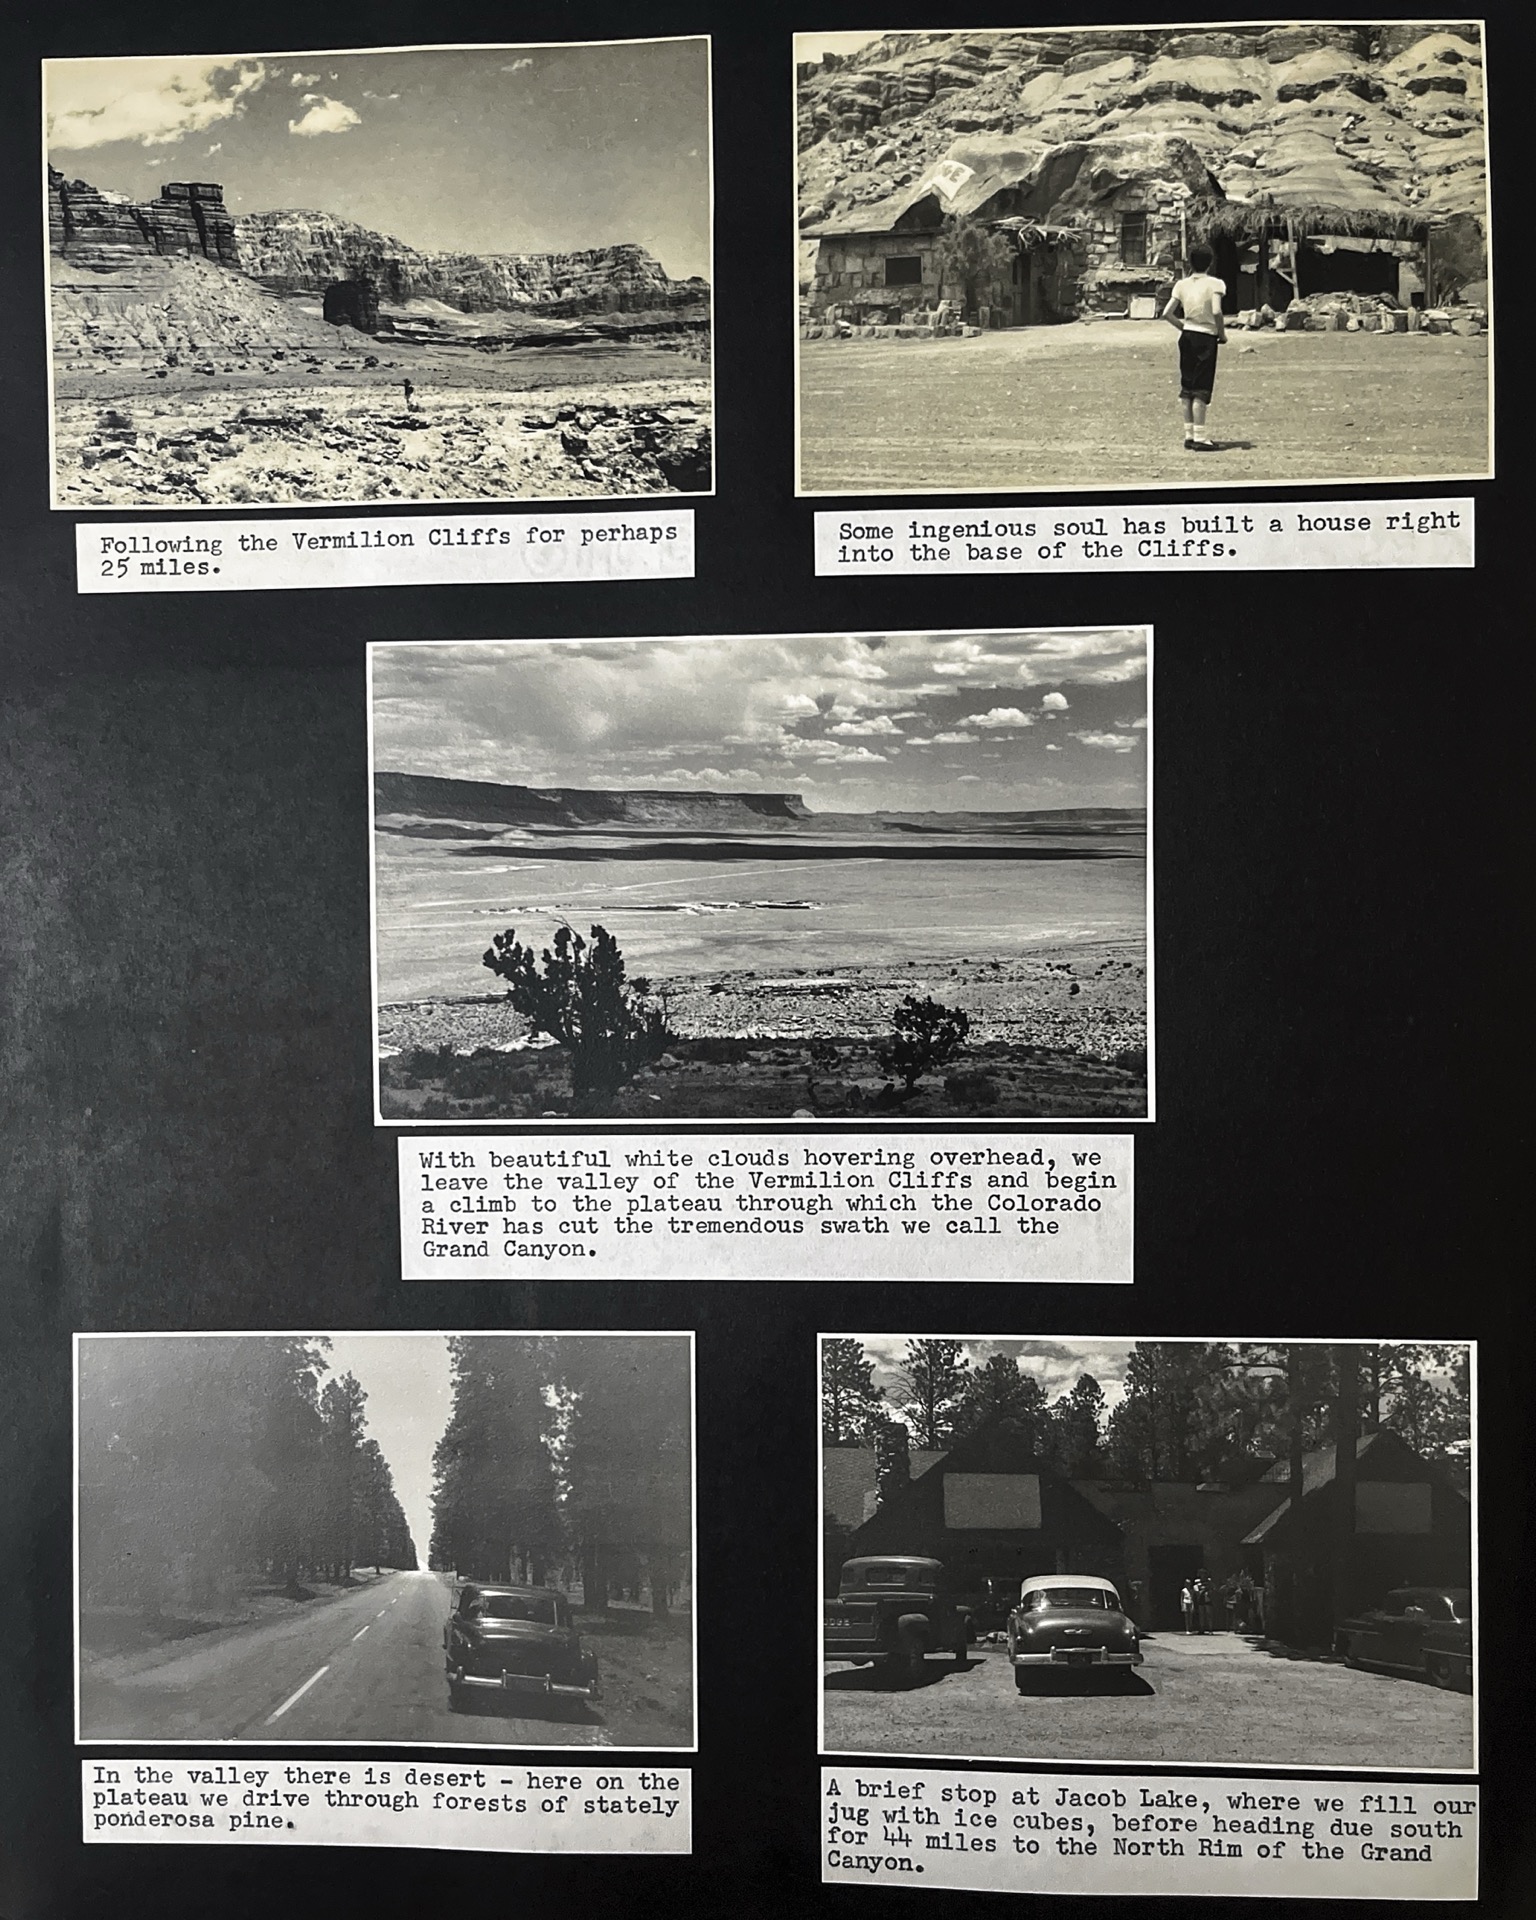 Following the Vermilion Cliffs for perhaps
25 miles.
Some ingenious soul has built a house right
into the base of the Cliffs.
With beautiful white clouds hovering overhead, we
leave the valley of the Vermilion Cliffs and begin
a climb to the plateau through which the Colorado
River has cut the tremendous swath we call the
Grand Canyon.
In the valley there is desert - here on the
plateau we drive through forests of stately
ponderosa pine.
A brief stop at Jacob Lake, where we fill our
jug with ice cubes, before heading due south
for 44 miles to the North Rim of the Grand
Canyon.